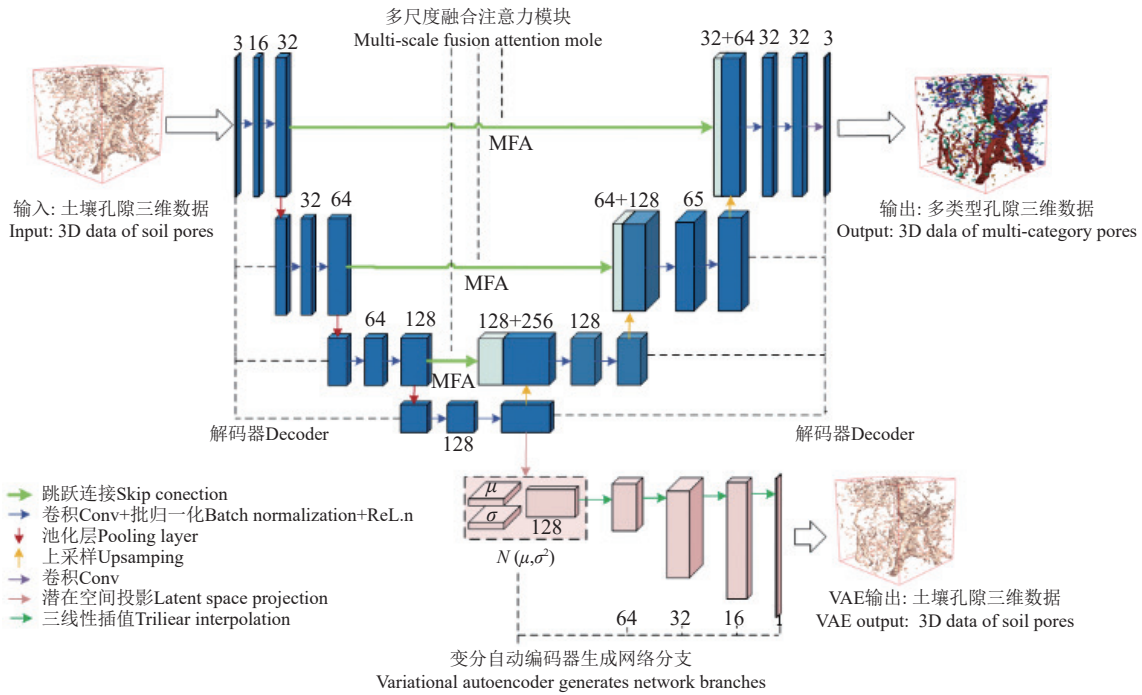 多尺度融合注意力模块
Multi-scale fusion attention mole
3 16 32
32+64 32 32 3
MFA
输入: 土壤孔隙三维数据
Input: 3D data of soil pores
输出: 多类型孔隙三维数据
Output: 3D dala of multi-category pores
32 64
64+128 65
MFA
64 128
128+256 128
MFA
解码器Decoder
128
解码器Decoder
跳跃连接Skip conection
卷积Conv+批归一化Batch normalization+ReL.n
池化层Pooling layer
上采样Upsamping
卷积Conv
潜在空间投影Latent space projection
三线性插值Triliear interpolation
μ
σ
128
N (μ,σ²)
64 32 16 1
VAE输出: 土壤孔隙三维数据
VAE output: 3D data of soil pores
变分自动编码器生成网络分支
Variational autoencoder generates network branches